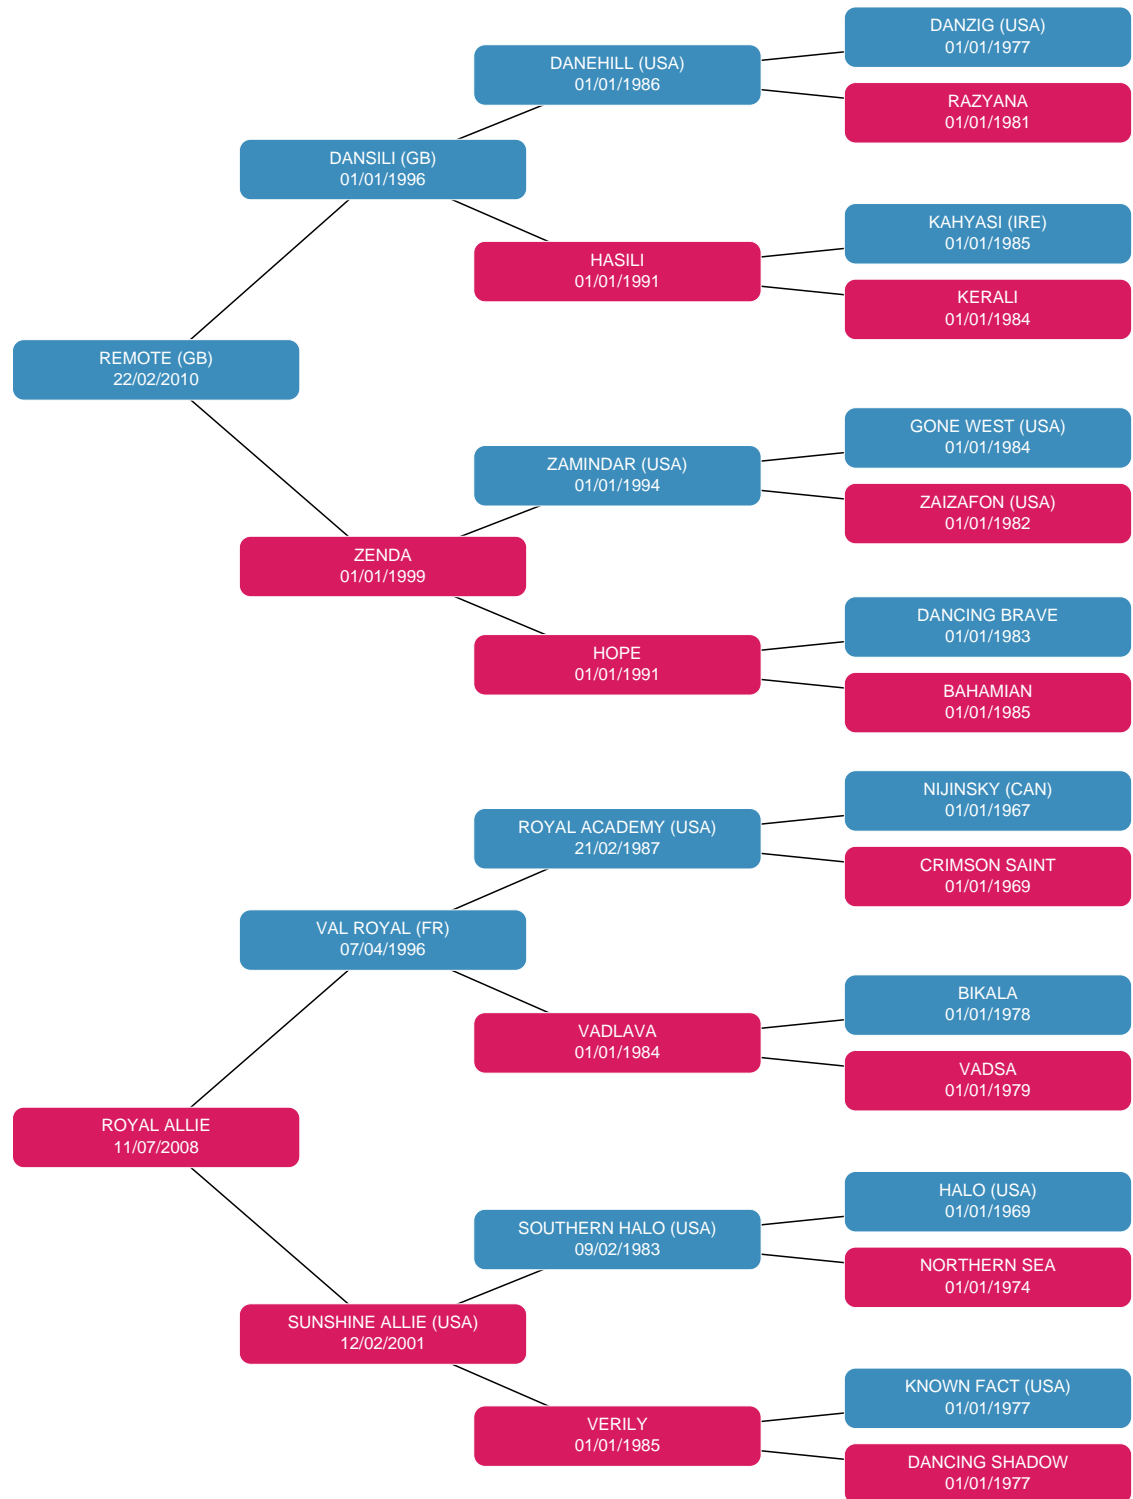 DANZIG (USA)
01/01/1977
DANEHILL (USA)
01/01/1986
RAZYANA
01/01/1981
DANSILI (GB)
01/01/1996
KAHYASI (IRE)
01/01/1985
HASILI
01/01/1991
KERALI
01/01/1984
REMOTE (GB)
22/02/2010
GONE WEST (USA)
01/01/1984
ZAMINDAR (USA)
01/01/1994
ZAIZAFON (USA)
01/01/1982
ZENDA
01/01/1999
DANCING BRAVE
01/01/1983
HOPE
01/01/1991
BAHAMIAN
01/01/1985
NIJINSKY (CAN)
01/01/1967
ROYAL ACADEMY (USA)
21/02/1987
CRIMSON SAINT
01/01/1969
VAL ROYAL (FR)
07/04/1996
BIKALA
01/01/1978
VADLAVA
01/01/1984
VADSA
01/01/1979
ROYAL ALLIE
11/07/2008
HALO (USA)
01/01/1969
SOUTHERN HALO (USA)
09/02/1983
NORTHERN SEA
01/01/1974
SUNSHINE ALLIE (USA)
12/02/2001
KNOWN FACT (USA)
01/01/1977
VERILY
01/01/1985
DANCING SHADOW
01/01/1977